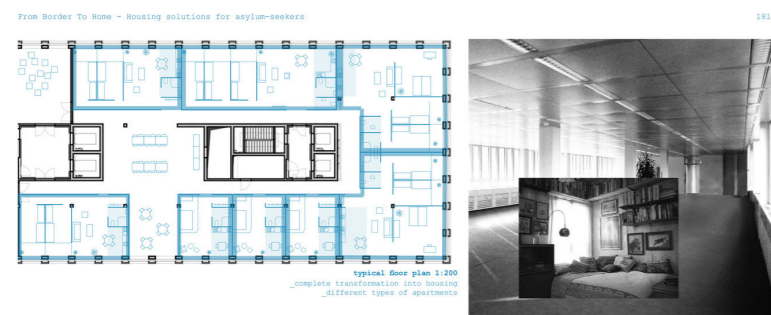 From Border To Home - Housing solutions for asylum-seekers
181
typical floor plan 1:200
_complete transformation into housing
_different types of apartments